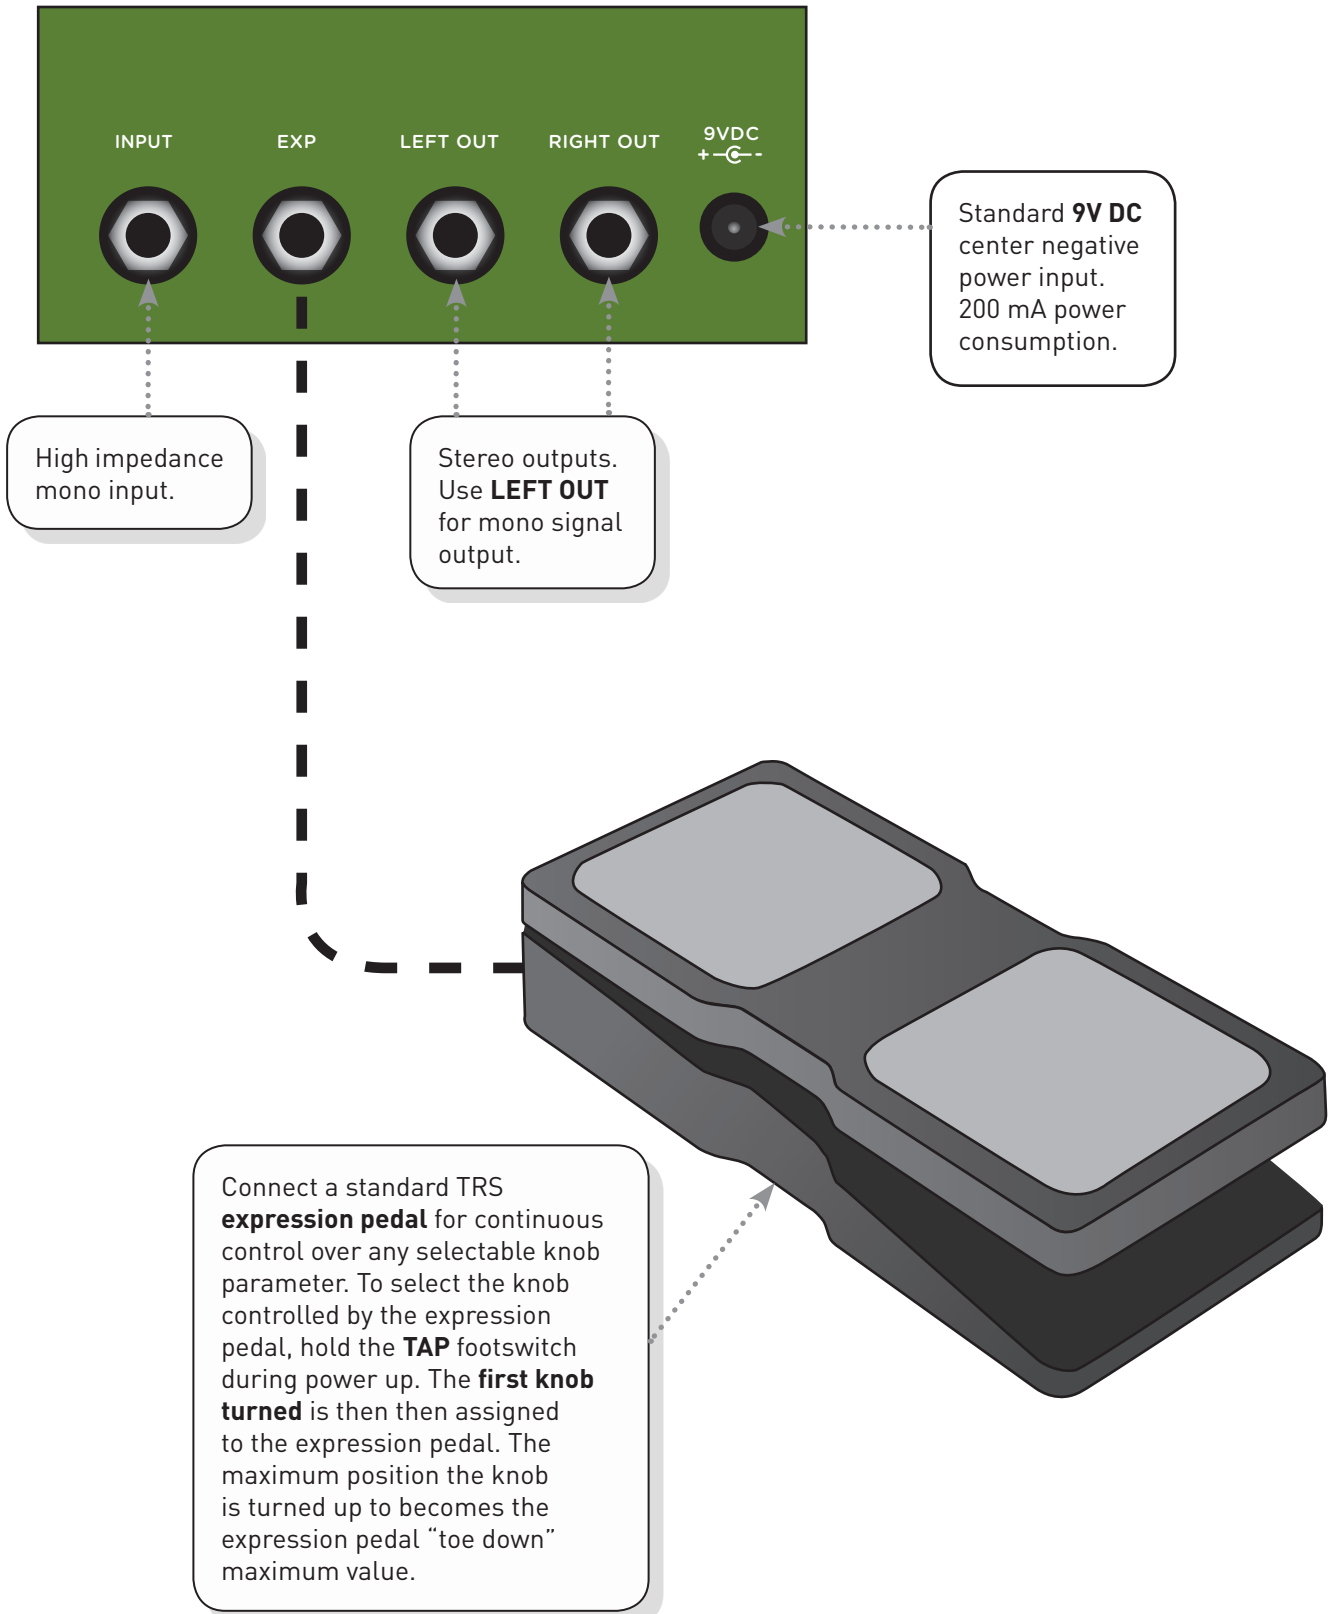 INPUT
EXP
LEFT OUT
RIGHT OUT
9VDC
+ -
Standard 9V DC
center negative
power input.
200 mA power
consumption.
High impedance
mono input.
Stereo outputs.
Use LEFT OUT
for mono signal
output.
Connect a standard TRS
expression pedal for continuous
control over any selectable knob
parameter. To select the knob
controlled by the expression
pedal, hold the TAP footswitch
during power up. The first knob
turned is then then assigned
to the expression pedal. The
maximum position the knob
is turned up to becomes the
expression pedal “toe down”
maximum value.